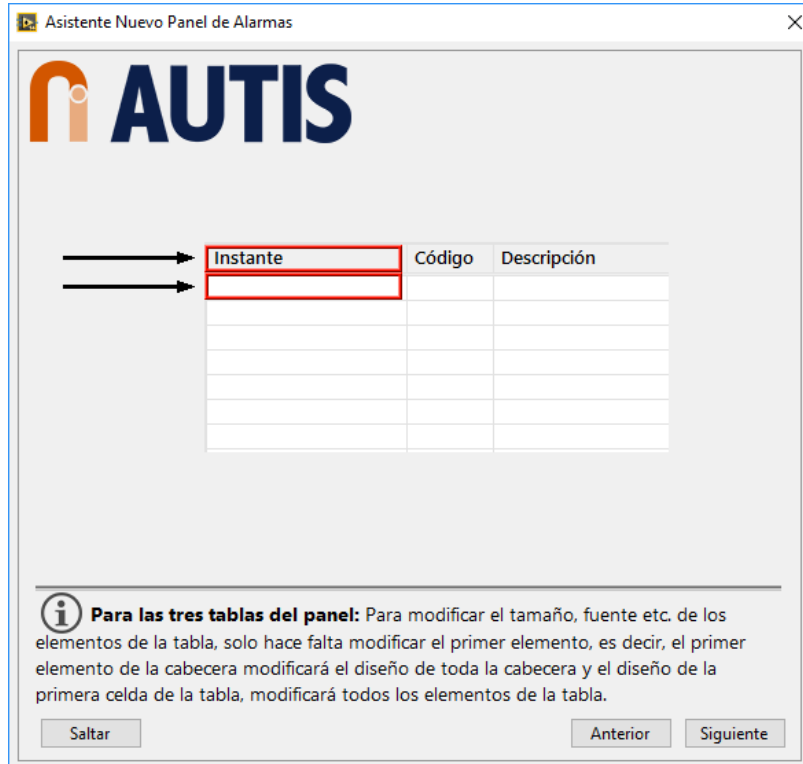 Asistente Nuevo Panel de Alarmas
AUTIS
Instante Código Descripción
Para las tres tablas del panel: Para modificar el tamaño, fuente etc. de los
elementos de la tabla, solo hace falta modificar el primer elemento, es decir, el primer
elemento de la cabecera modificará el diseño de toda la cabecera y el diseño de la
primera celda de la tabla, modificará todos los elementos de la tabla.
Saltar Anterior Siguiente